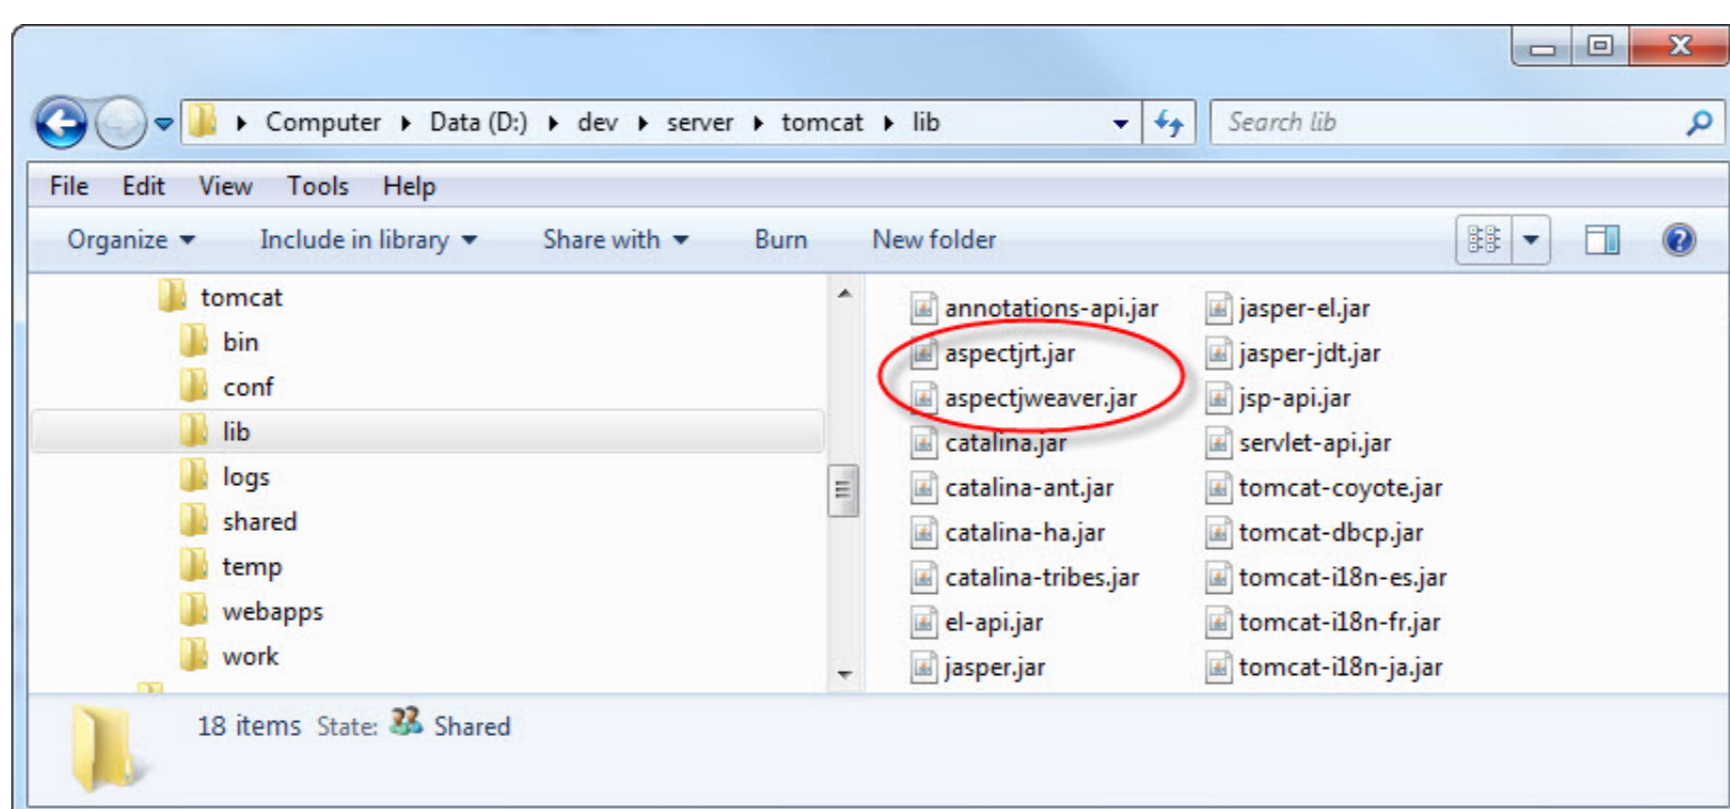 Computer Data (D:) dev server tomcat lib Search lib
File Edit View Tools Help
Organize Include in library Share with Burn New folder
tomcat
bin
conf
lib
logs
shared
temp
webapps
work
annotations-api.jar
aspectjrt.jar
aspectjweaver.jar
catalina.jar
catalina-ant.jar
catalina-ha.jar
catalina-tribes.jar
el-api.jar
jasper.jar
jasper-el.jar
jasper-jdt.jar
jsp-api.jar
servlet-api.jar
tomcat-coyote.jar
tomcat-dbcp.jar
tomcat-i18n-es.jar
tomcat-i18n-fr.jar
tomcat-i18n-ja.jar
18 items State: Shared